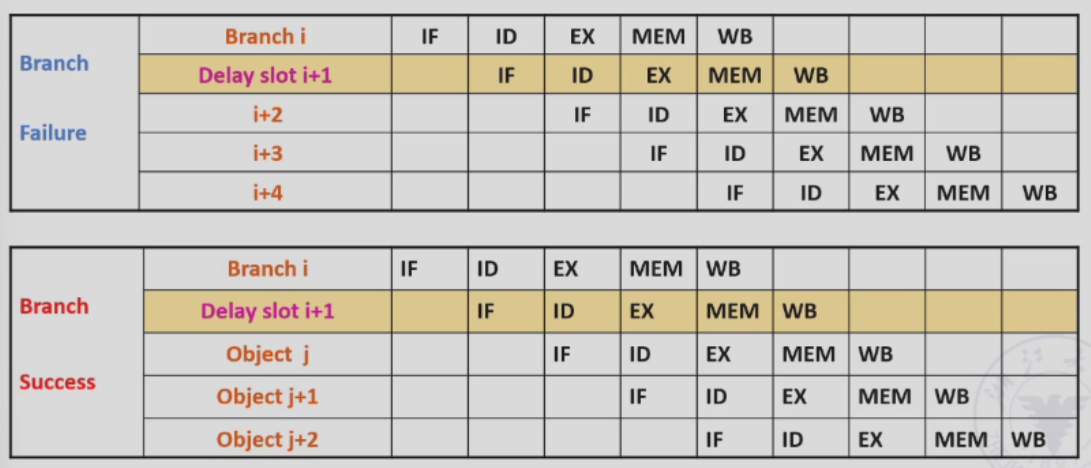 Branch i IF ID EX MEM WB
Branch
Delay slot i+1 IF ID EX MEM WB
i+2 IF ID EX MEM WB
Failure
i+3 IF ID EX MEM WB
i+4 IF ID EX MEM WB
Branch i IF ID EX MEM WB
Branch
Delay slot i+1 IF ID EX MEM WB
Object j IF ID EX MEM WB
Success
Object j+1 IF ID EX MEM WB
Object j+2 IF ID EX MEM WB